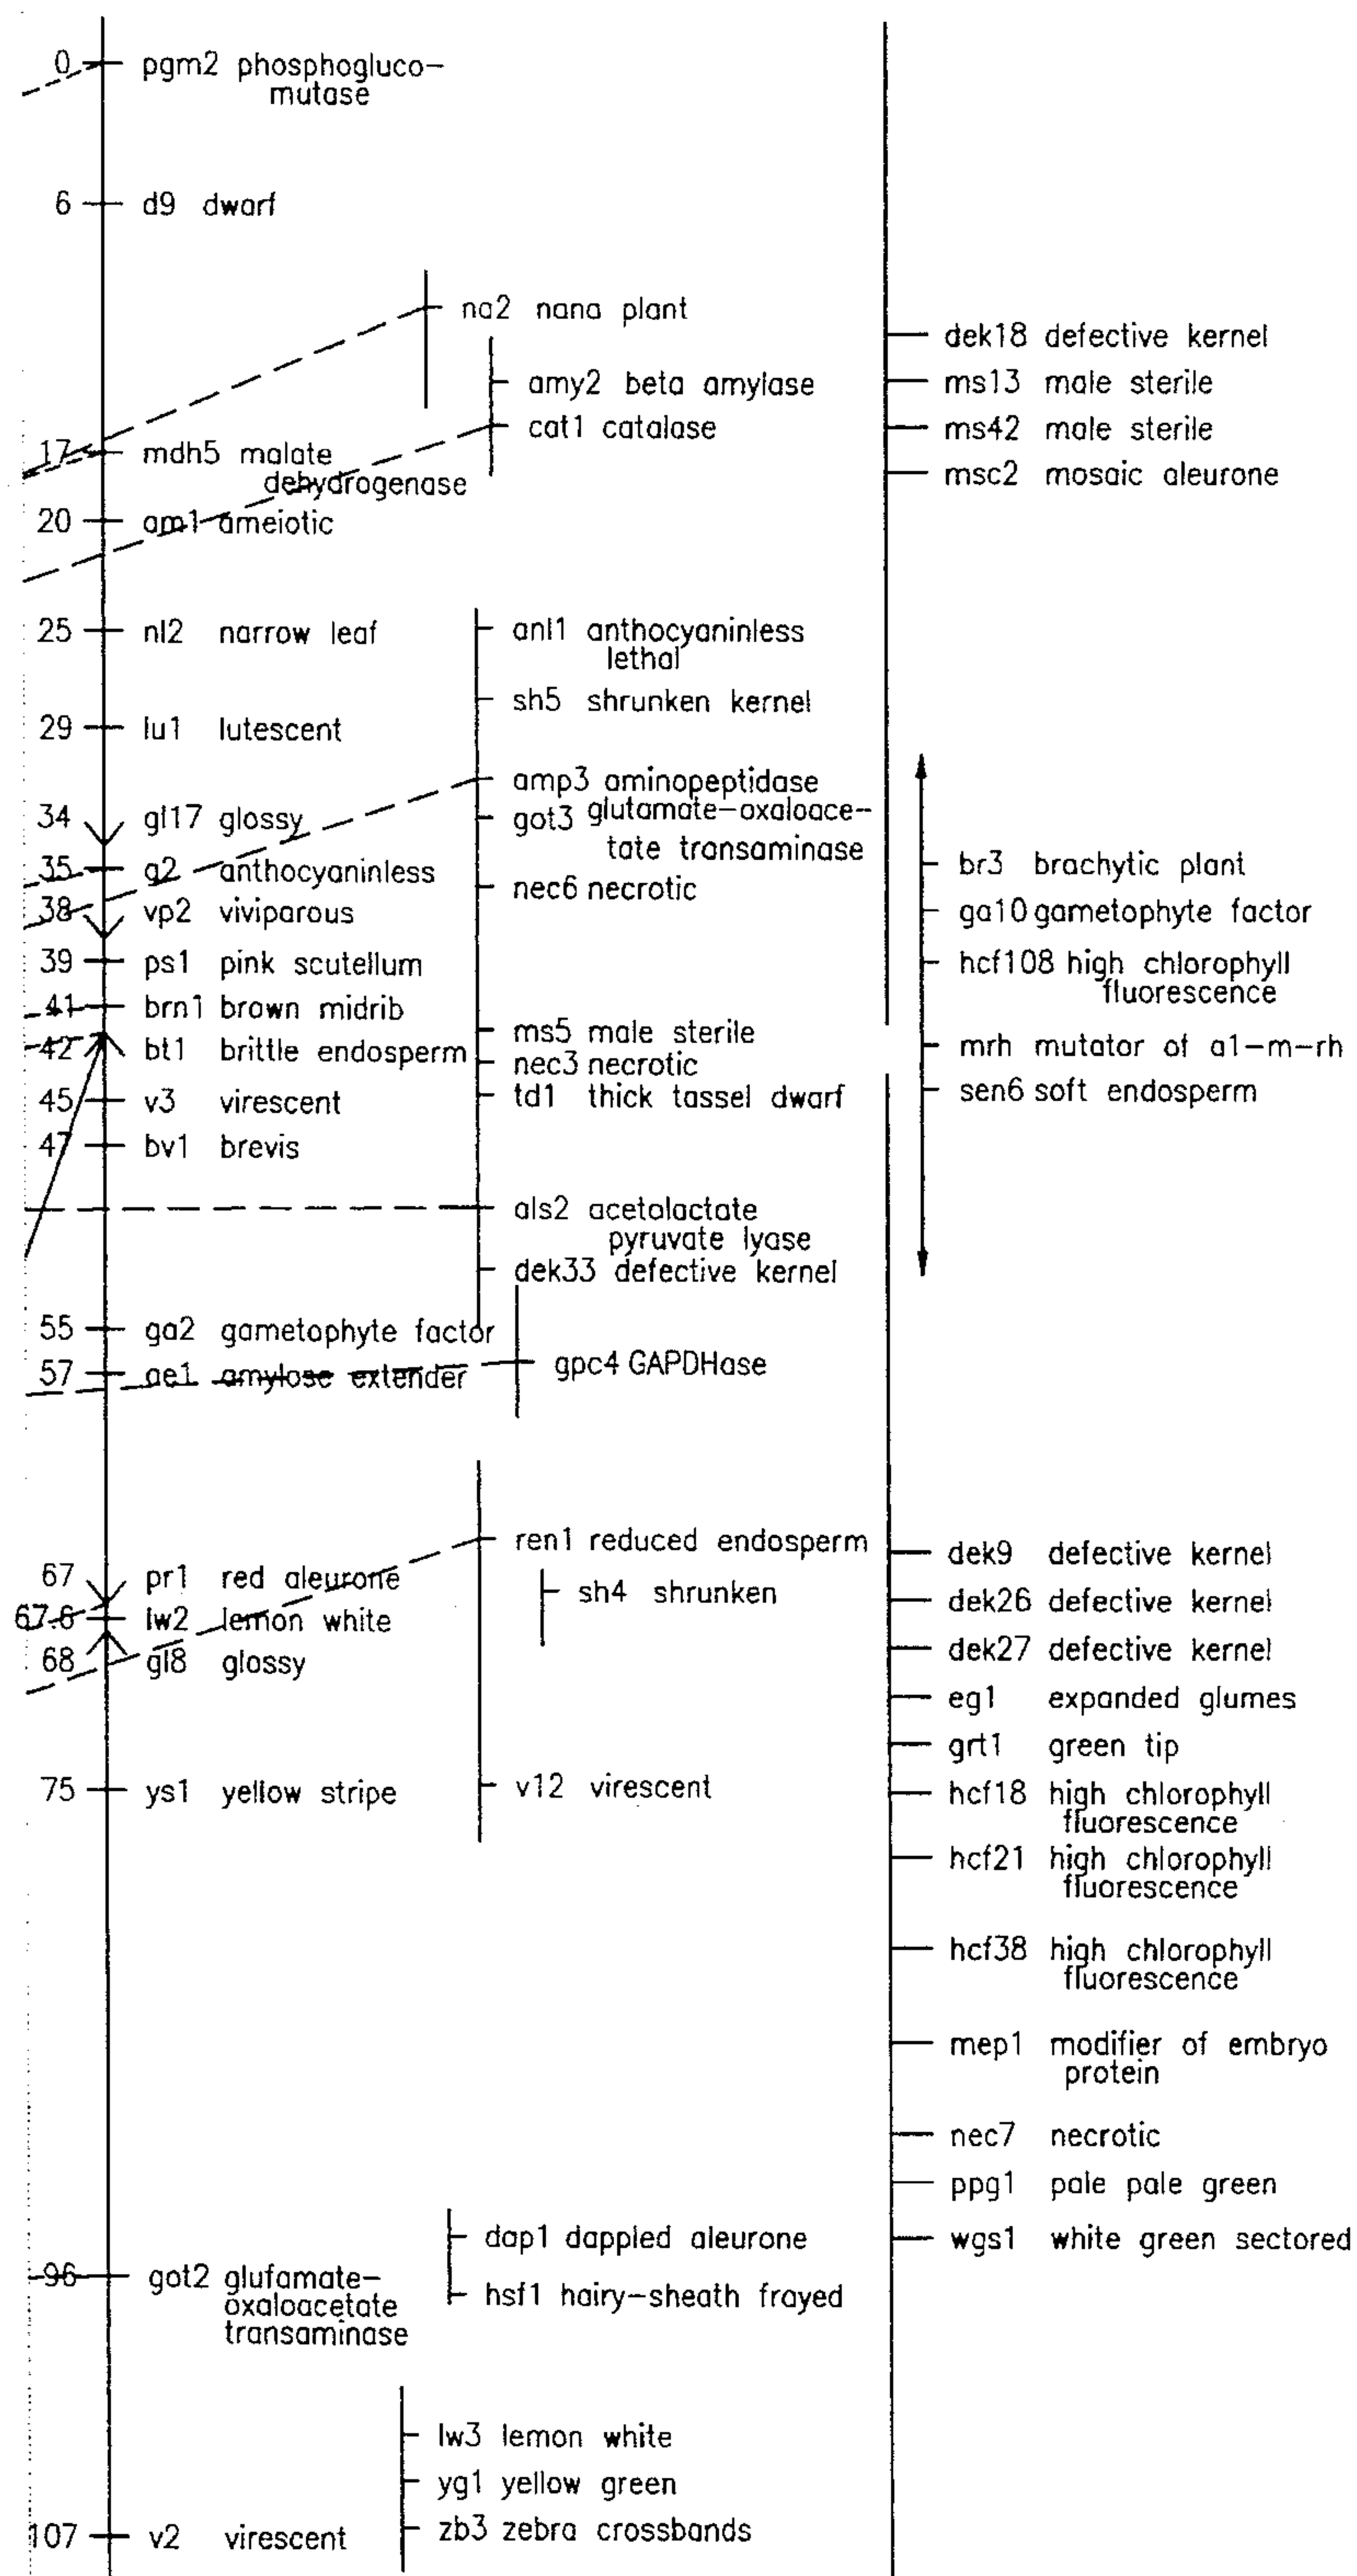 0 pgm2 phosphogluco-
mutase
6 d9 dwarf
17 mdh5 malate
dehydrogenase
20 am1 ameiotic
25 nl2 narrow leaf
29 lu1 lutescent
34 gl17 glossy
35 g2 anthocyaninless
38 vp2 viviparous
39 ps1 pink scutellum
41 brn1 brown midrib
42 bt1 brittle endosperm
45 v3 virescent
47 bv1 brevis
55 ga2 gametophyte factor
57 ae1 amylose extender
67 pr1 red aleurone
67.6 lw2 lemon white
68 gl8 glossy
75 ys1 yellow stripe
96 got2 glufamate-
oxaloacetate
transaminase
107 v2 virescent
na2 nana plant
amy2 beta amylase
cat1 catalase
anl1 anthocyaninless
lethal
sh5 shrunken kernel
amp3 aminopeptidase
got3 glutamate-oxaloace-
tate transaminase
nec6 necrotic
ms5 male sterile
nec3 necrotic
td1 thick tassel dwarf
als2 acetolactate
pyruvate lyase
dek33 defective kernel
gpc4 GAPDHase
ren1 reduced endosperm
sh4 shrunken
v12 virescent
dap1 dappled aleurone
hsf1 hairy-sheath frayed
lw3 lemon white
yg1 yellow green
zb3 zebra crossbands
dek18 defective kernel
ms13 male sterile
ms42 male sterile
msc2 mosaic aleurone
br3 brachytic plant
ga10 gametophyte factor
hcf108 high chlorophyll
fluorescence
mrh mutator of a1-m-rh
sen6 soft endosperm
dek9 defective kernel
dek26 defective kernel
dek27 defective kernel
eg1 expanded glumes
grt1 green tip
hcf18 high chlorophyll
fluorescence
hcf21 high chlorophyll
fluorescence
hcf38 high chlorophyll
fluorescence
mep1 modifier of embryo
protein
nec7 necrotic
ppg1 pale pale green
wgs1 white green sectored